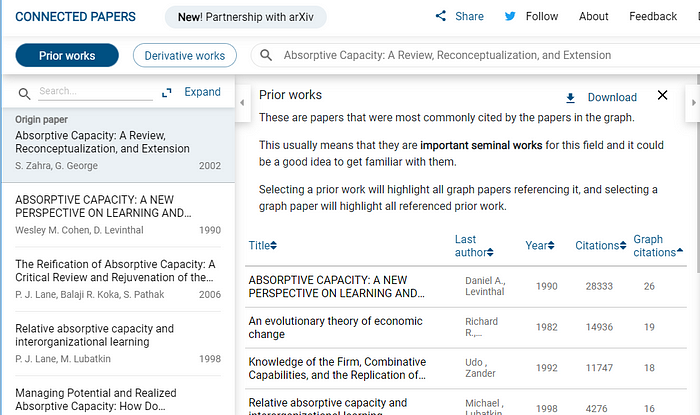 CONNECTED PAPERS
New! Partnership with arXiv
Share
Follow
About
Feedback
Prior works
Derivative works
Absorptive Capacity: A Review, Reconceptualization, and Extension
Search...
Expand
Origin paper
Absorptive Capacity: A Review,
Reconceptualization, and Extension
S. Zahra, G. George 2002
ABSORPTIVE CAPACITY: A NEW
PERSPECTIVE ON LEARNING AND...
Wesley M. Cohen, D. Levinthal 1990
The Reification of Absorptive Capacity: A
Critical Review and Rejuvenation of the...
P. J. Lane, Balaji R. Koka, S. Pathak 2006
Relative absorptive capacity and
interorganizational learning
P. J. Lane, M. Lubatkin 1998
Managing Potential and Realized
Absorptive Capacity: How Do...
Prior works
Download
These are papers that were most commonly cited by the papers in the graph.
This usually means that they are important seminal works for this field and it could
be a good idea to get familiar with them.
Selecting a prior work will highlight all graph papers referencing it, and selecting a
graph paper will highlight all referenced prior work.
Title Last author Year Citations Graph citations
ABSORPTIVE CAPACITY: A NEW
PERSPECTIVE ON LEARNING AND...
Daniel A.,
Levinthal
1990 28333 26
An evolutionary theory of economic
change
Richard
R.,...
1982 14936 19
Knowledge of the Firm, Combinative
Capabilities, and the Replication of...
Udo ,
Zander
1992 11747 18
Relative absorptive capacity and
interorganizational learning
Michael ,
Lubatkin
1998 4276 16